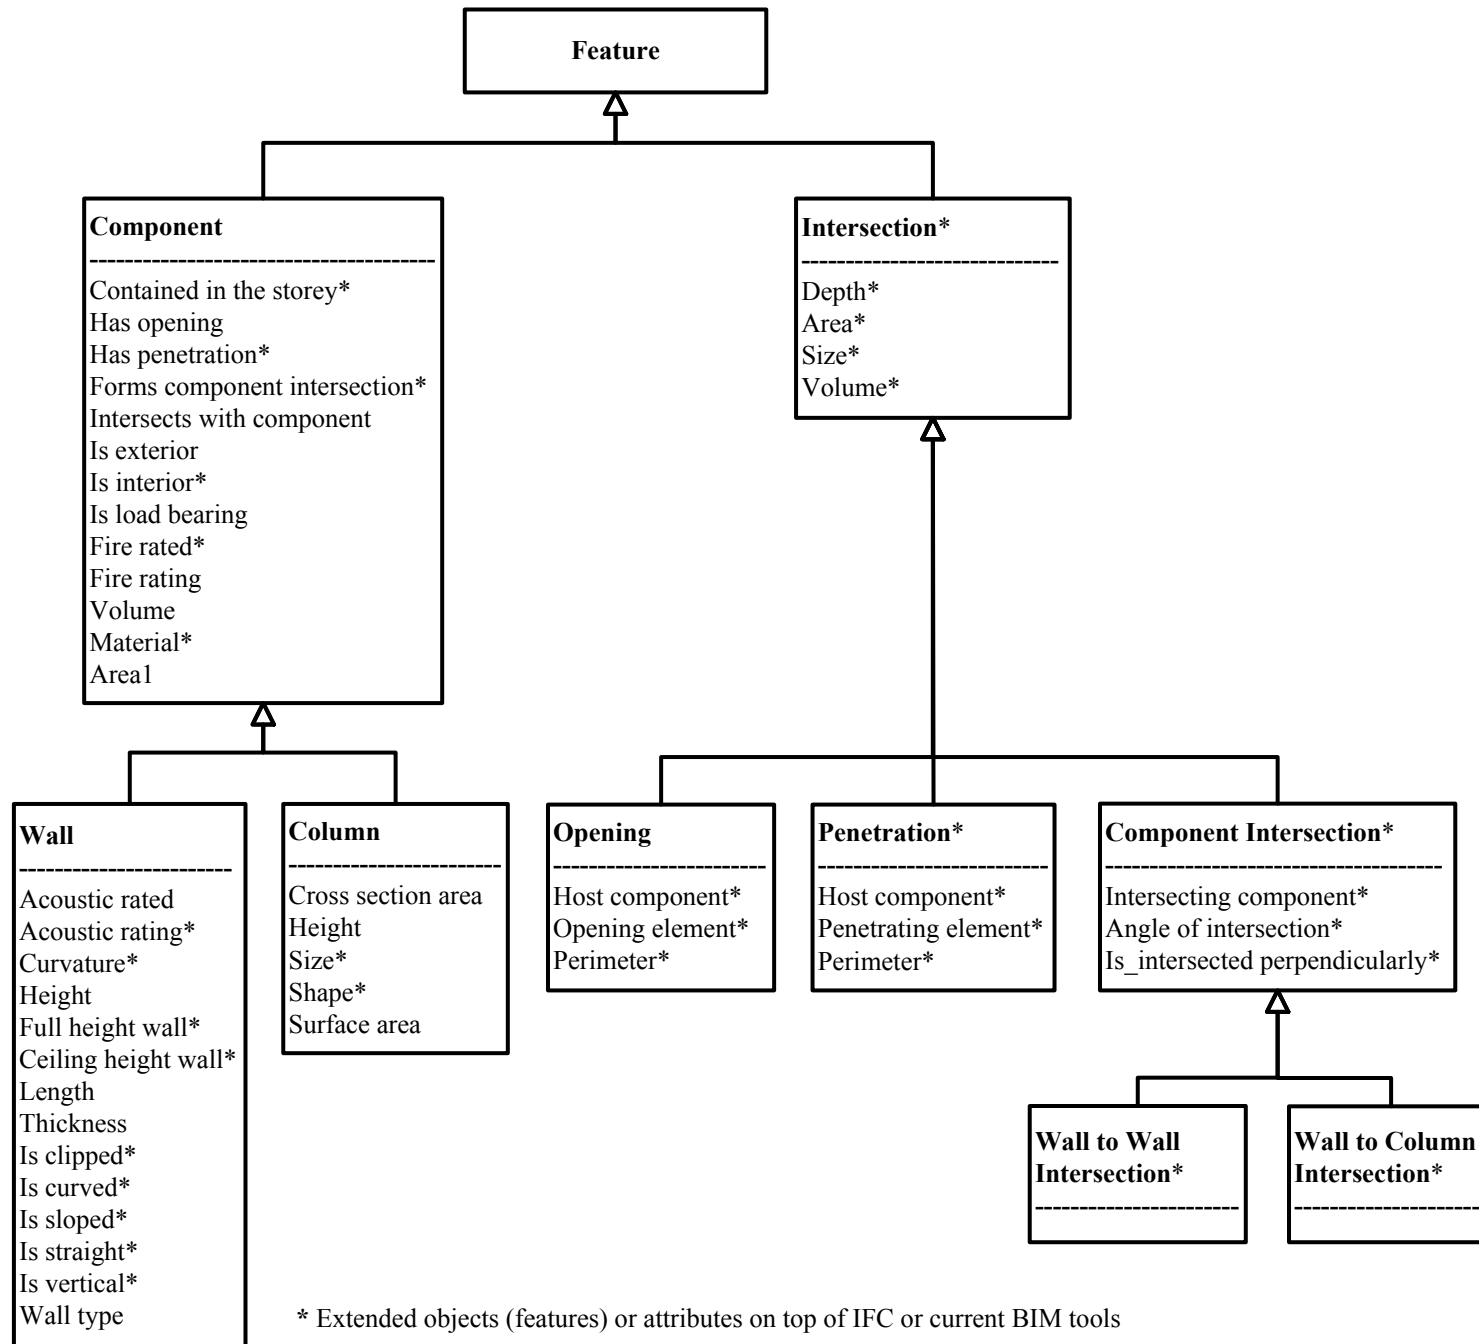 Feature
Component
Contained in the storey*
Has opening
Has penetration*
Forms component intersection*
Intersects with component
Is exterior
Is interior*
Is load bearing
Fire rated*
Fire rating
Volume
Material*
Area1
Intersection*
Depth*
Area*
Size*
Volume*
Wall
Acoustic rated
Acoustic rating*
Curvature*
Height
Full height wall*
Ceiling height wall*
Length
Thickness
Is clipped*
Is curved*
Is sloped*
Is straight*
Is vertical*
Wall type
Column
Cross section area
Height
Size*
Shape*
Surface area
Opening
Host component*
Opening element*
Perimeter*
Penetration*
Host component*
Penetrating element*
Perimeter*
Component Intersection*
Intersecting component*
Angle of intersection*
Is_intersected perpendicularly*
Wall to Wall
Intersection*
Wall to Column
Intersection*
* Extended objects (features) or attributes on top of IFC or current BIM tools